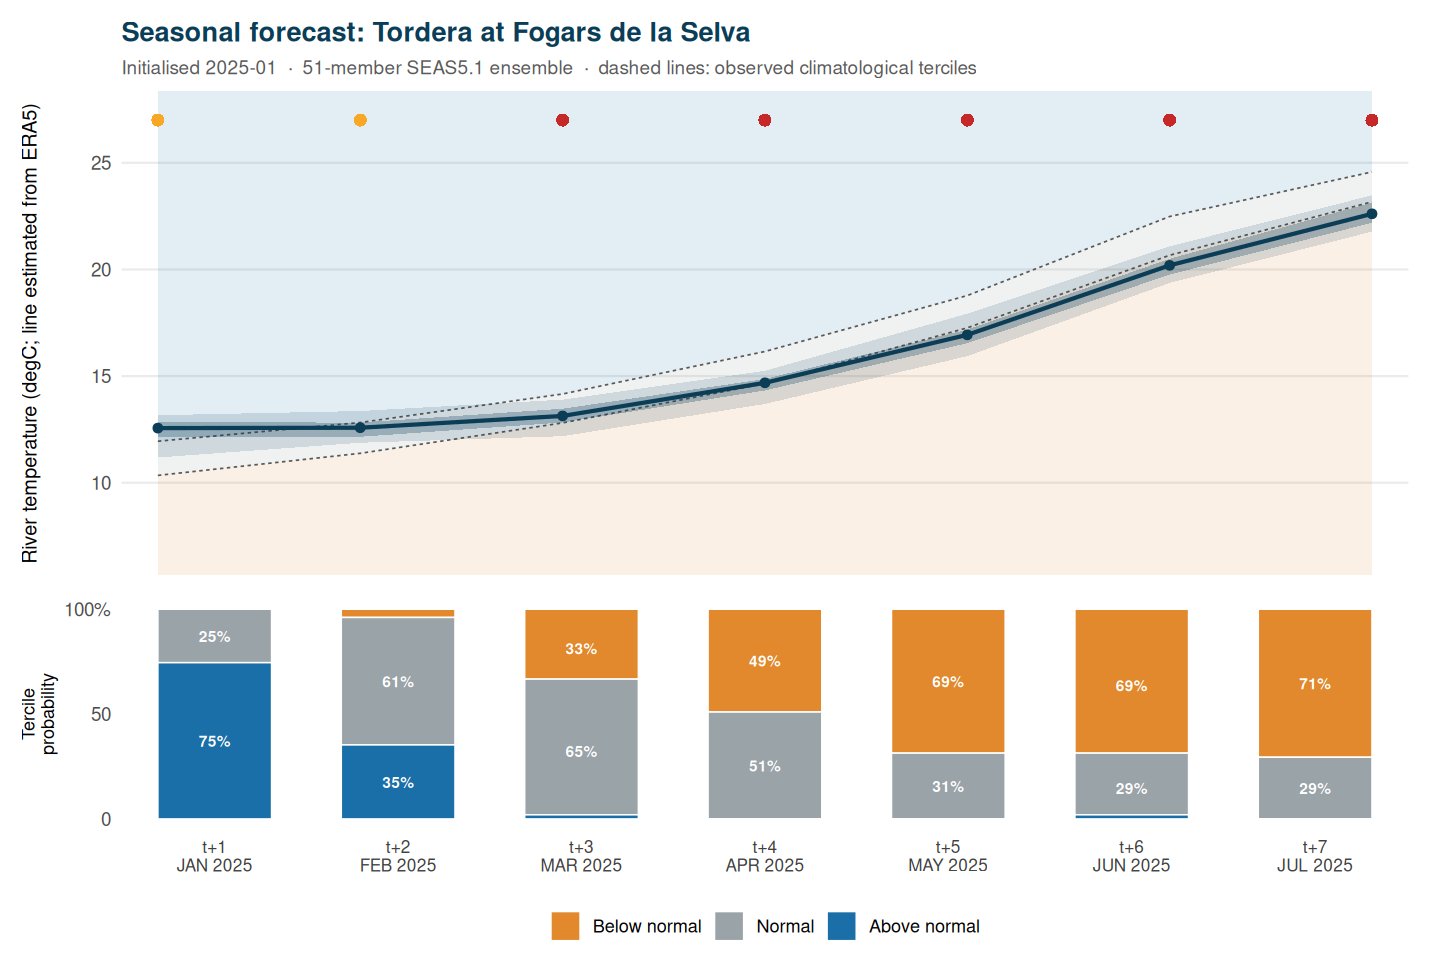 Seasonal forecast: Tordera at Fogars de la Selva
Initialised 2025-01 · 51-member SEAS5.1 ensemble · dashed lines: observed climatological terciles
River temperature (degC; line estimated from ERA5)
25
20
15
10
Tercile
probability
100%
50
0
25%
75%
61%
35%
33%
65%
49%
51%
69%
31%
69%
29%
71%
29%
t+1
JAN 2025
t+2
FEB 2025
t+3
MAR 2025
t+4
APR 2025
t+5
MAY 2025
t+6
JUN 2025
t+7
JUL 2025
Below normal
Normal
Above normal